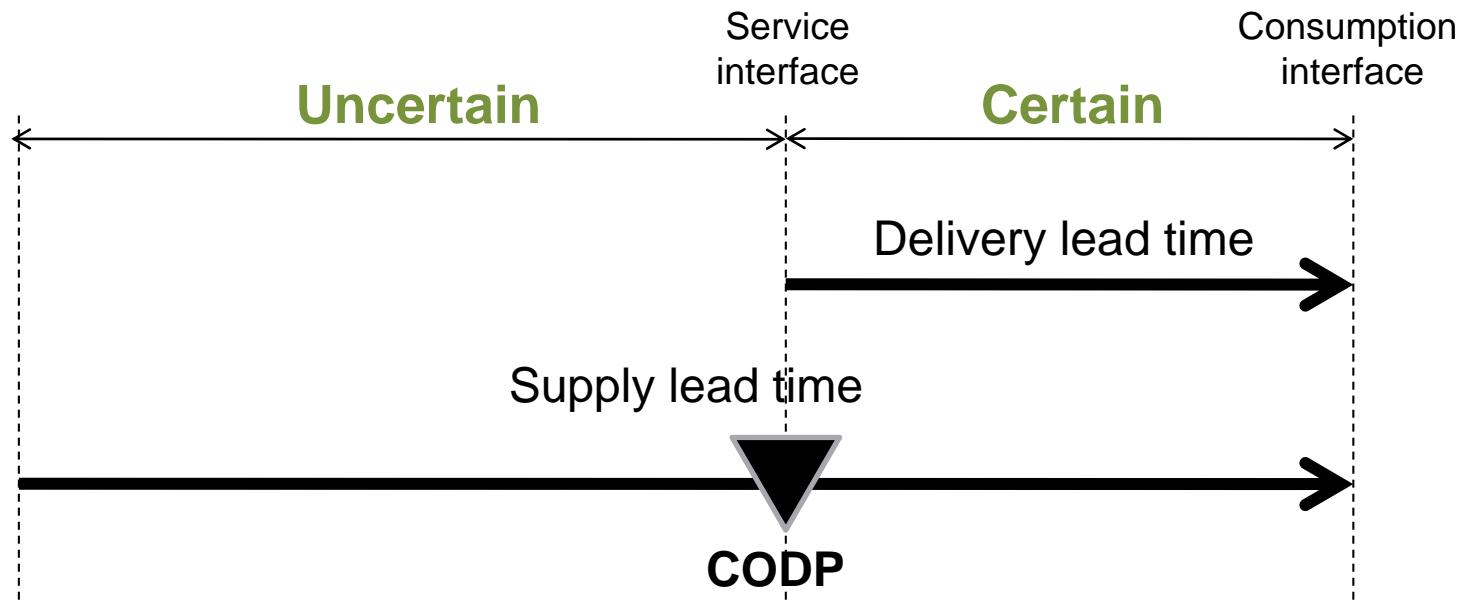 Service
interface
Consumption
interface
Uncertain
Certain
Delivery lead time
Supply lead time
CODP